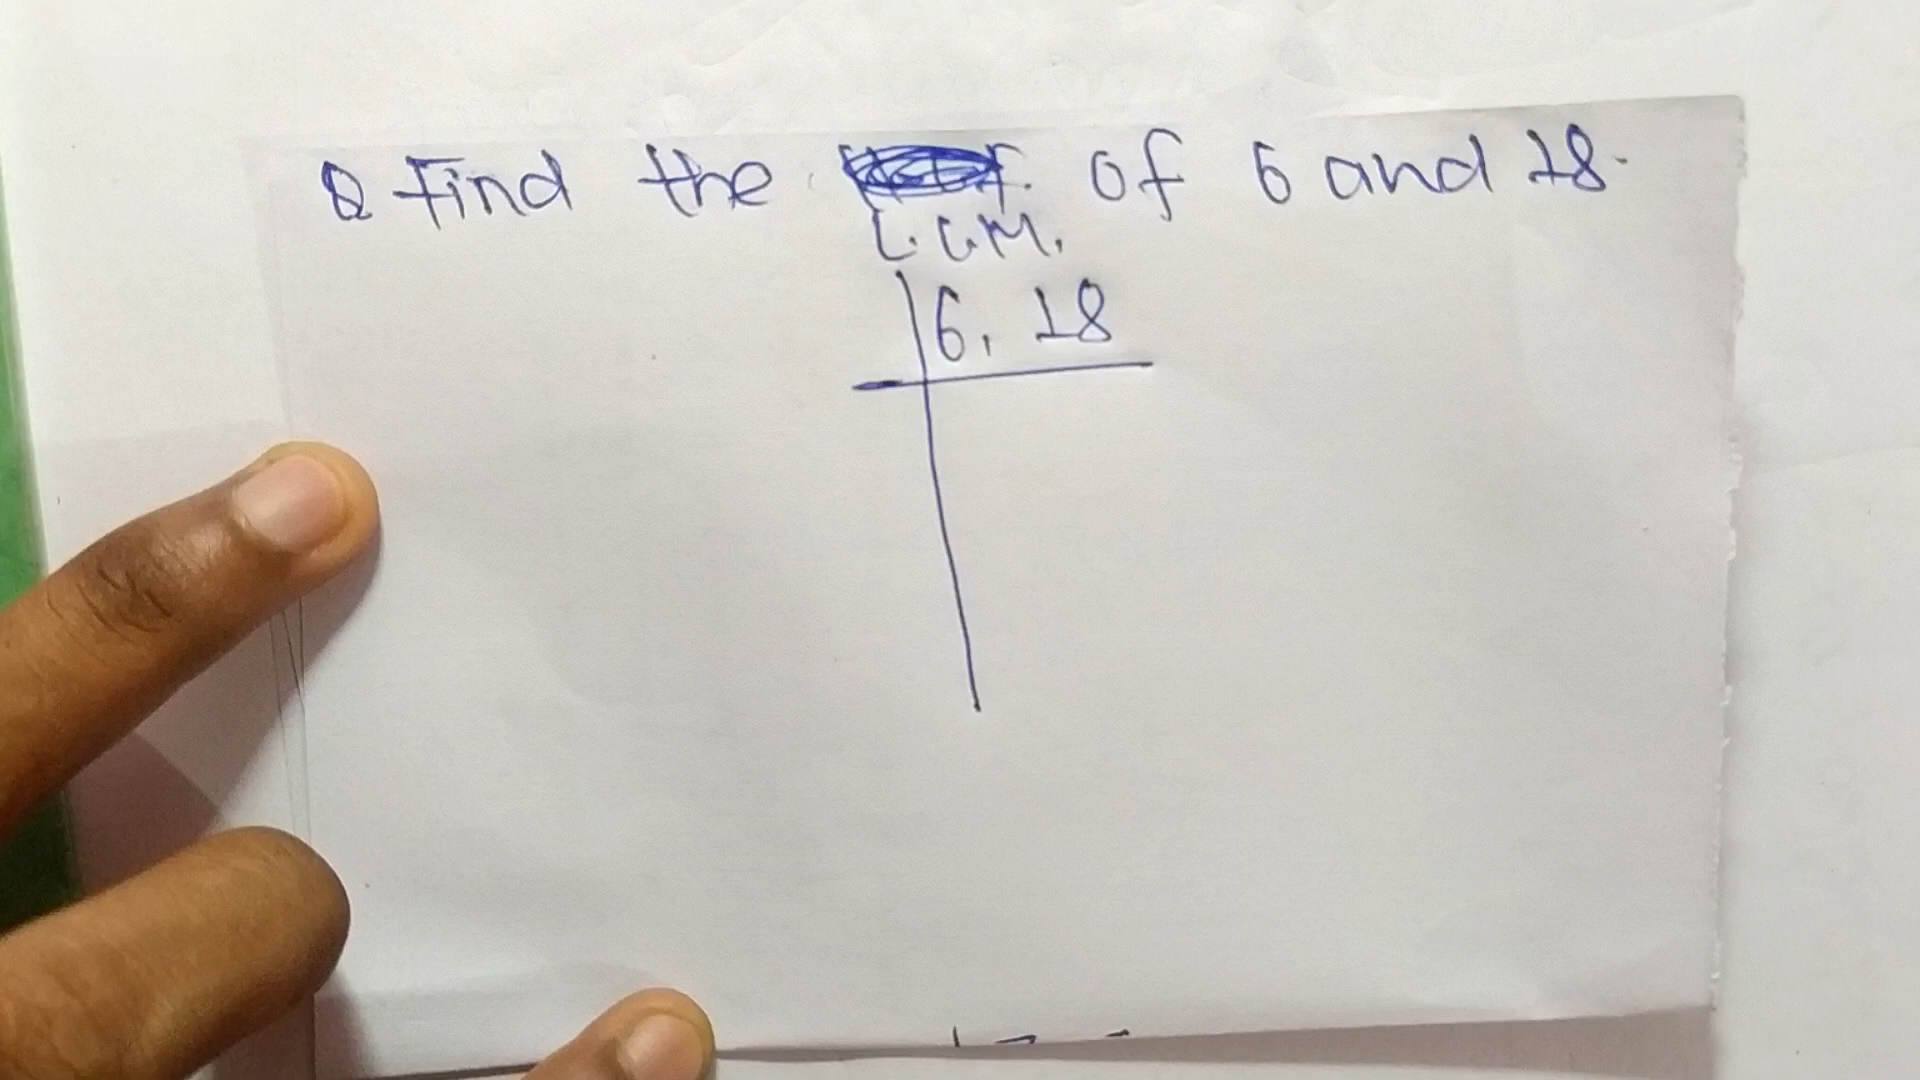 Q Find the of 6 and 18.
L.C.M.
6, 18